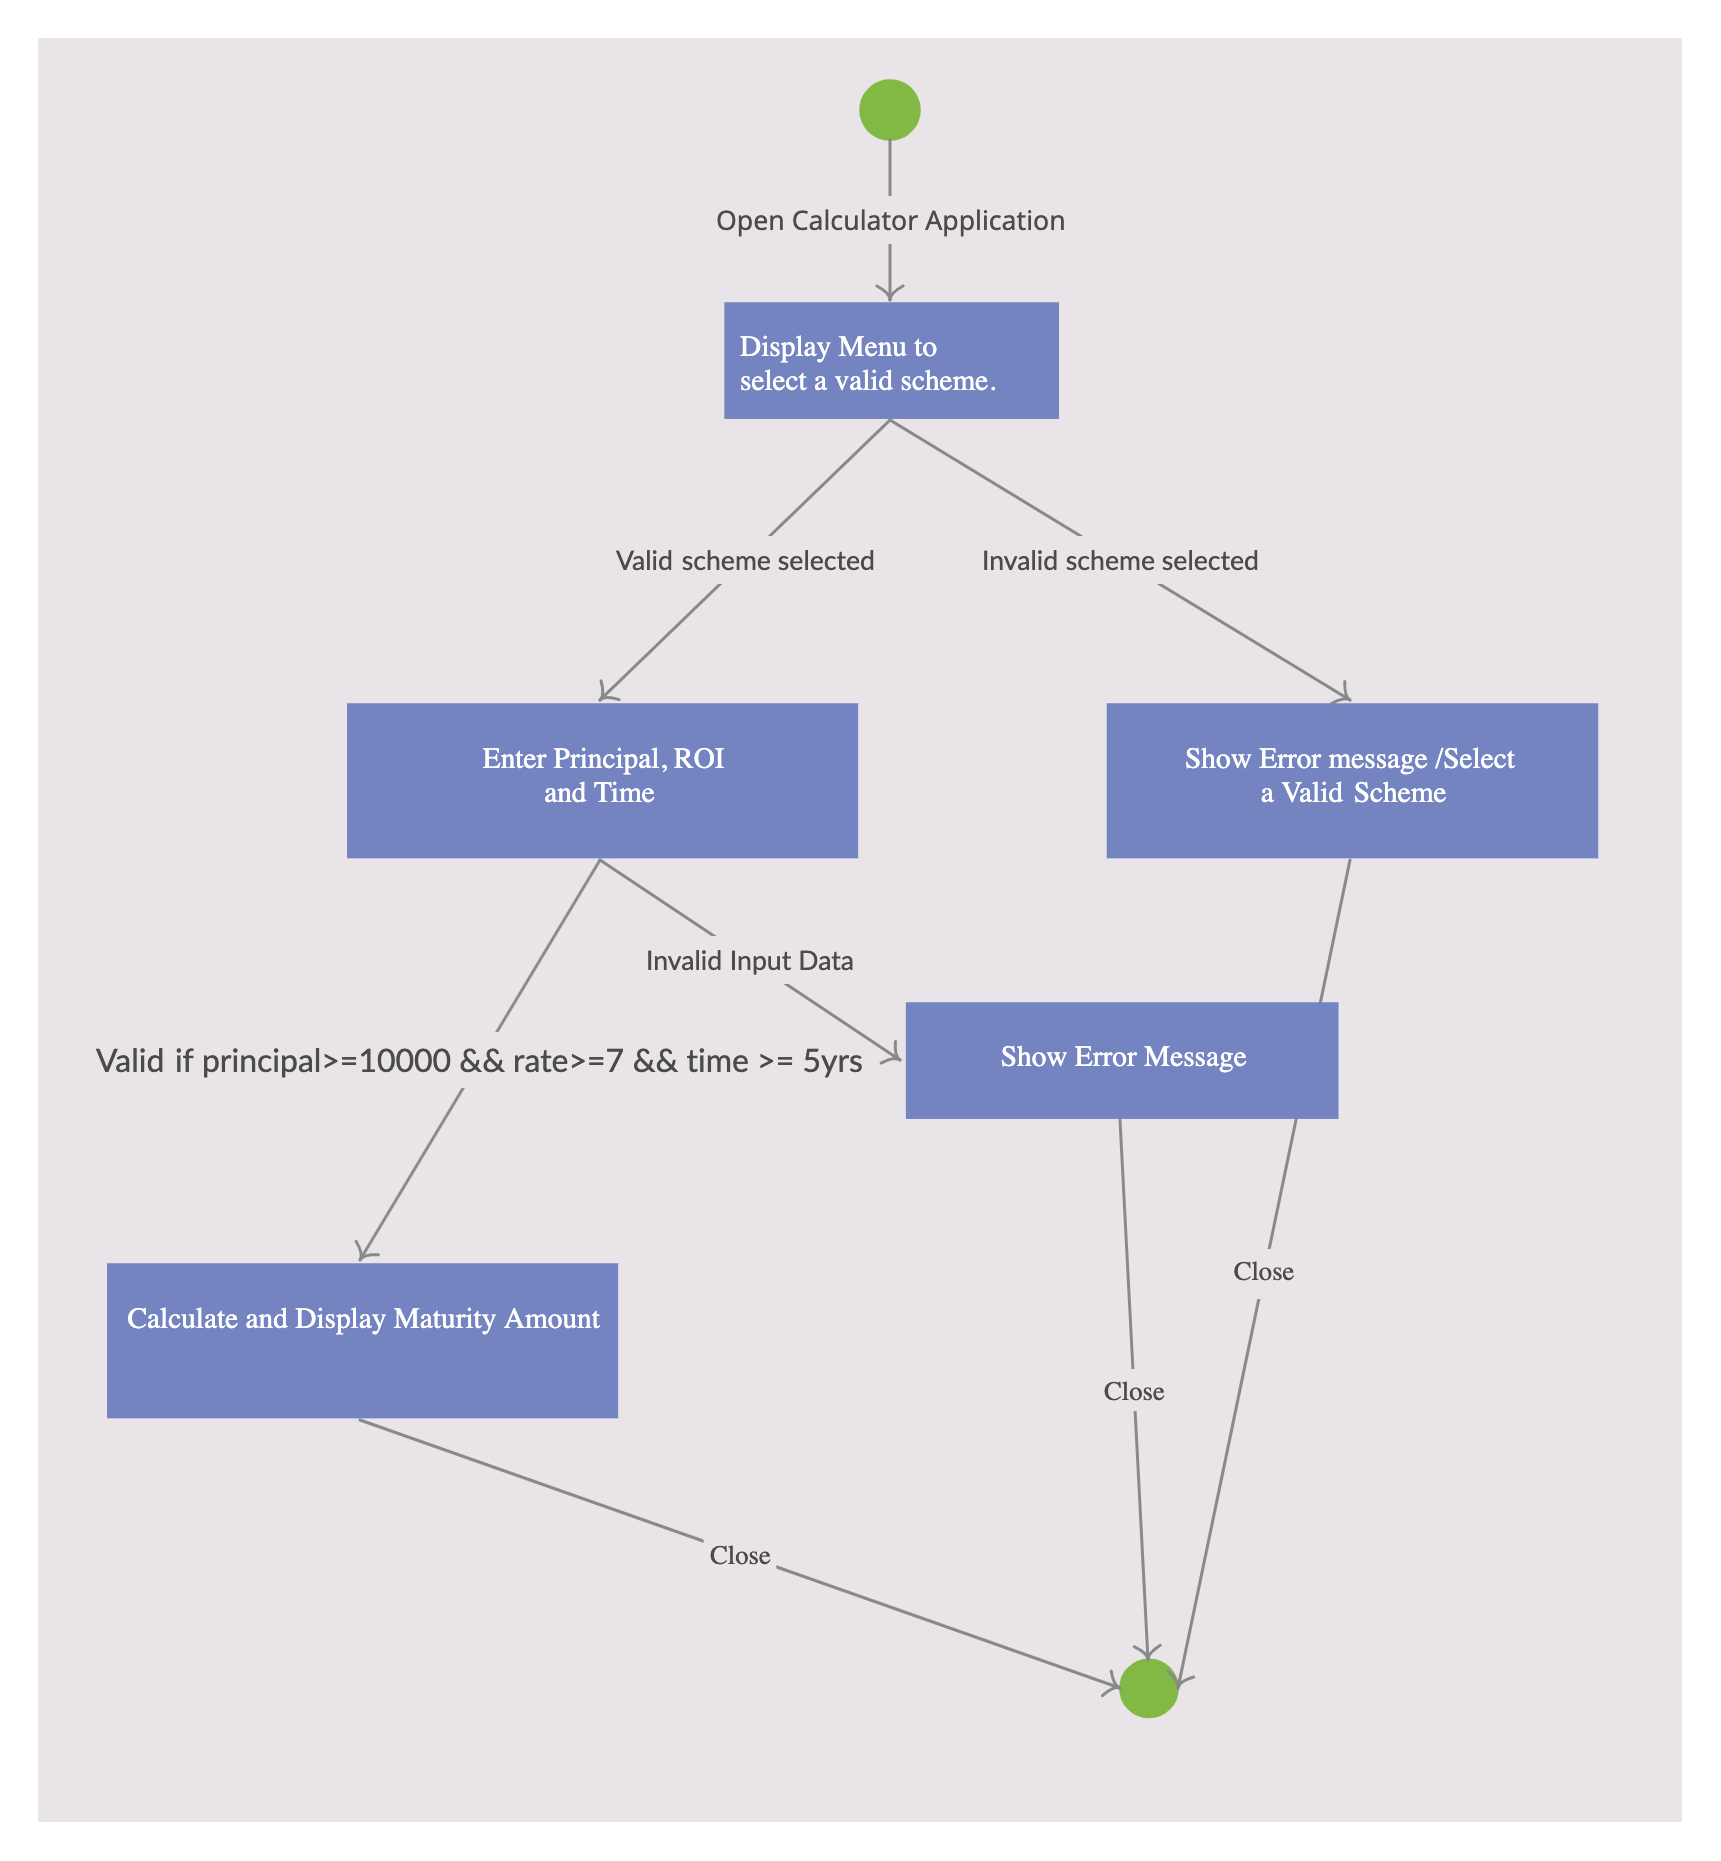 Open Calculator Application
Display Menu to
select a valid scheme.
Valid scheme selected
Invalid scheme selected
Enter Principal, ROI
and Time
Show Error message /Select
a Valid Scheme
Invalid Input Data
Valid if principal>=10000 && rate>=7 && time >= 5yrs
Show Error Message
Calculate and Display Maturity Amount
Close
Close
Close